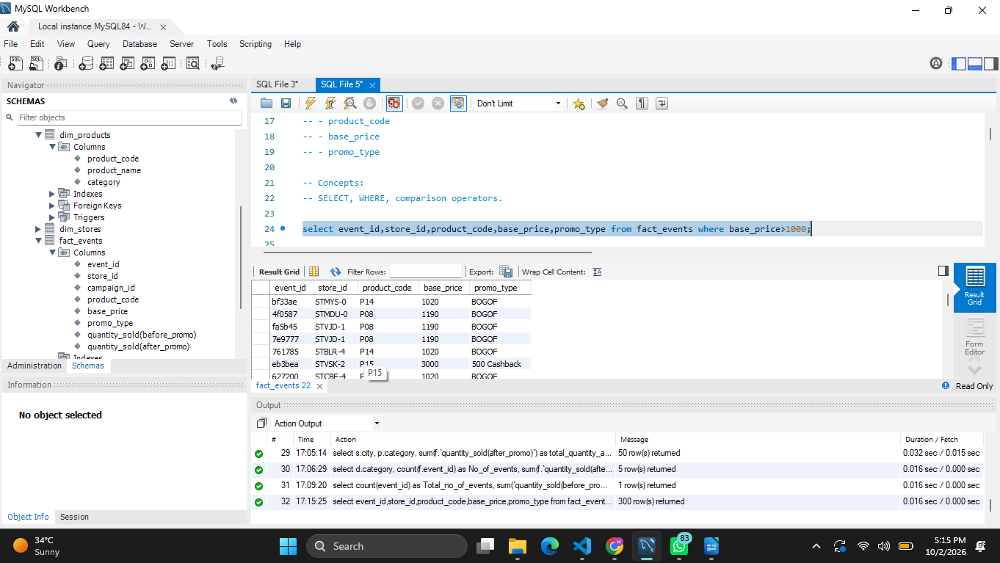 MySQL Workbench
Local instance MySQL84 - W...
File Edit View Query Database Server Tools Scripting Help
Navigator
SCHEMAS
Filter objects
dim_products
Columns
product_code
product_name
category
Indexes
Foreign Keys
Triggers
dim_stores
fact_events
Columns
event_id
store_id
campaign_id
product_code
base_price
promo_type
quantity_sold(before_promo)
quantity_sold(after_promo)
Indexes
Administration Schemas
Information
No object selected
Object Info Session
SQL File 3* SQL File 5*
Don't Limit
17 -- - product_code
18 -- - base_price
19 -- - promo_type
20
21 -- Concepts:
22 -- SELECT, WHERE, comparison operators.
23
24 select event_id,store_id,product_code,base_price,promo_type from fact_events where base_price>1000;
25
Result Grid Filter Rows: Export: Wrap Cell Content:
event_id store_id product_code base_price promo_type
bf33ae STMYS-0 P14 1020 BOGOF
4f0587 STMDU-0 P08 1190 BOGOF
fa5b45 STVJD-1 P08 1190 BOGOF
7e9777 STVJD-1 P08 1190 BOGOF
761785 STBLR-4 P14 1020 BOGOF
eb3bea STVSK-2 P15 3000 500 Cashback
P15
627200 STCBE-4 1020 BOGOF
Result
Grid
Form
Editor
fact_events 22
Read Only
Output
Action Output
# Time Action Message Duration / Fetch
29 17:05:14 select s.city, p.category, sum(f.`quantity_sold(after_promo)`) as total_quantity_a... 50 row(s) returned 0.032 sec / 0.015 sec
30 17:06:29 select d.category, count(f.event_id) as No_of_events, sum(f.`quantity_sold(afte... 5 row(s) returned 0.016 sec / 0.000 sec
31 17:09:20 select count(event_id) as Total_no_of_events, sum(`quantity_sold(before_pro... 1 row(s) returned 0.016 sec / 0.000 sec
32 17:15:25 select event_id,store_id,product_code,base_price,promo_type from fact_event... 300 row(s) returned 0.016 sec / 0.000 sec
34°C
Sunny
Search
83
5:15 PM
10/2/2026